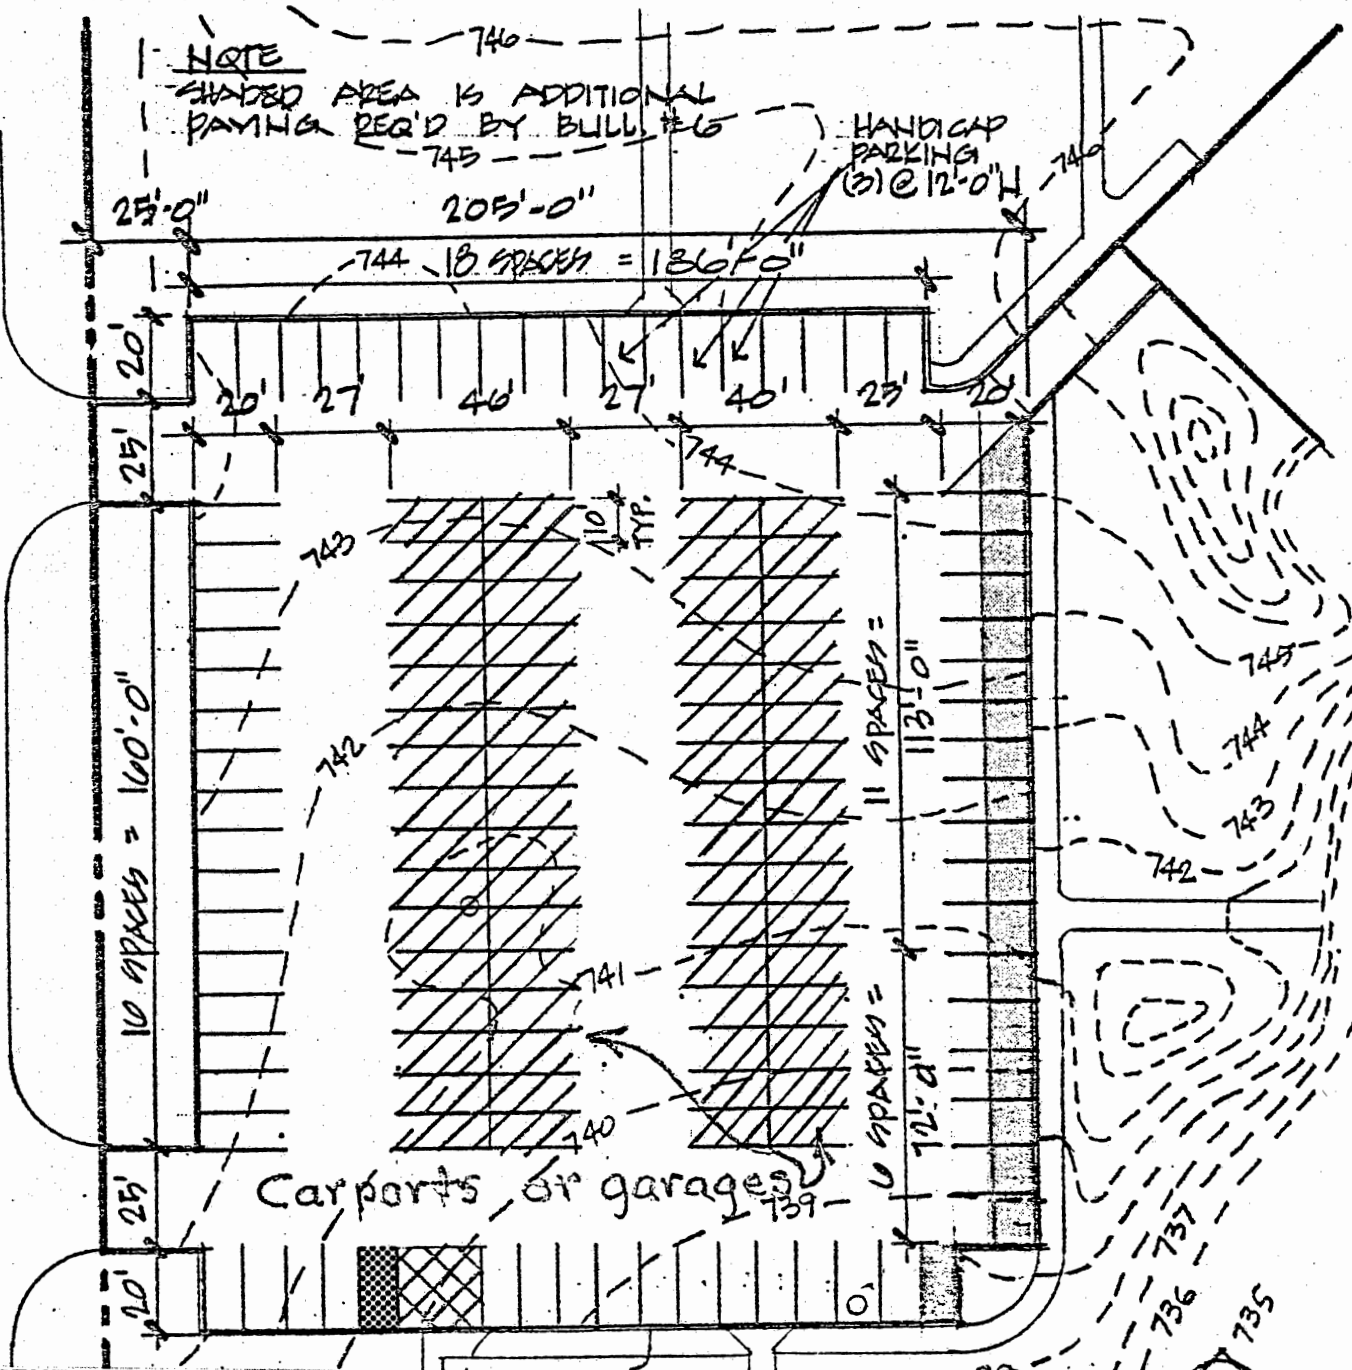 746
NOTE
SHADED AREA IS ADDITIONAL
PAVING REQ'D BY BULL. #6
745
HANDICAP
PARKING
(3) @ 12'-0"
746
25'-0"
205'-0"
744
18 SPACES = 186'-0"
20'
20'
27'
46'
27'
40'
23'
20'
25'
744
10
TYP.
743
742
16 SPACES = 160'-0"
11 SPACES =
113'-0"
745
744
743
742
741
6 SPACES =
72'-0"
740
Carports or garages
739
25'
20'
737
736
735